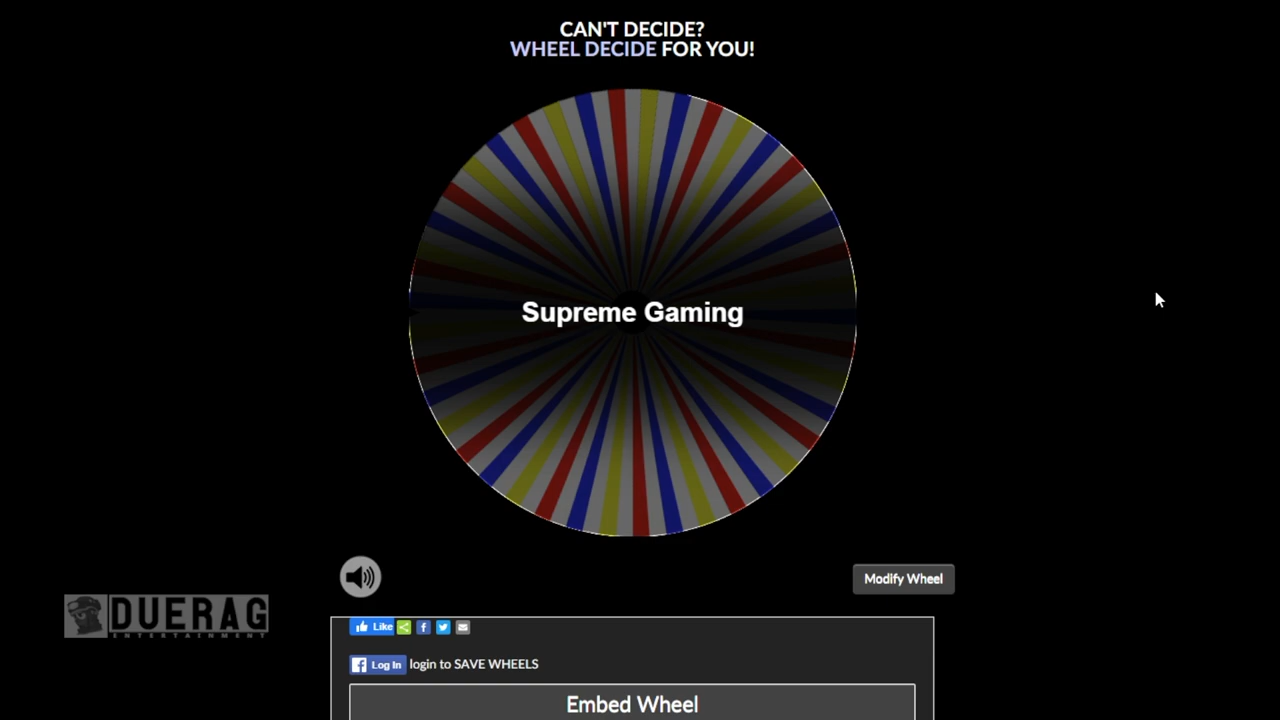 CAN'T DECIDE?
WHEEL DECIDE FOR YOU!
Supreme Gaming
Modify Wheel
DUERAG
ENTERTAINMENT
Like
Log In login to SAVE WHEELS
Embed Wheel